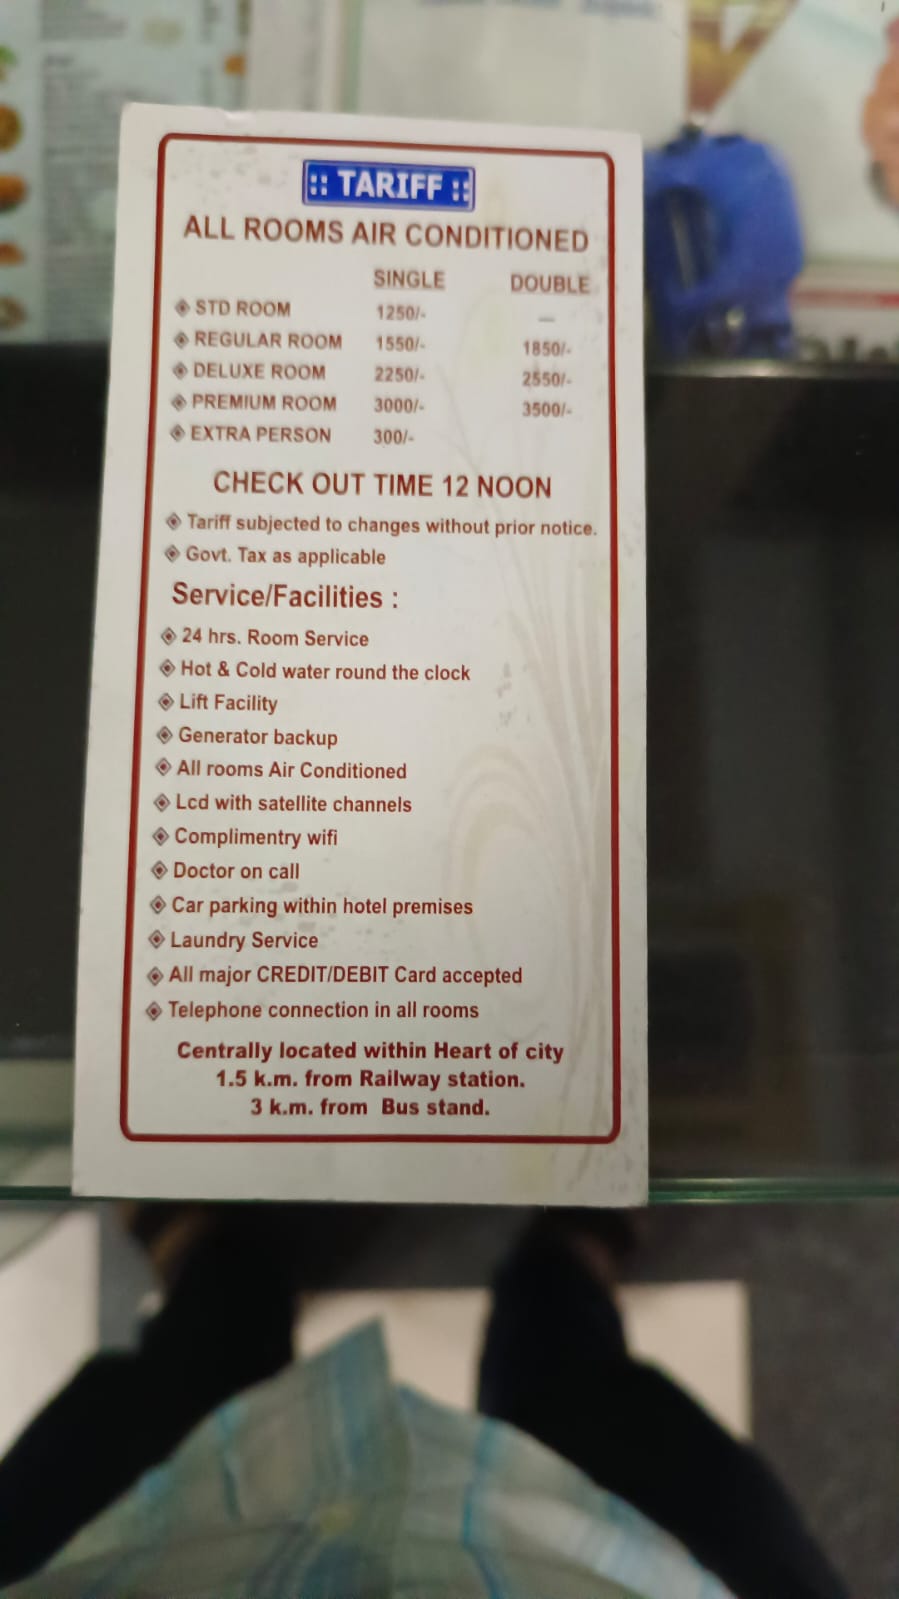 :: TARIFF ::
ALL ROOMS AIR CONDITIONED
SINGLE DOUBLE
STD ROOM 1250/- —
REGULAR ROOM 1550/- 1850/-
DELUXE ROOM 2250/- 2550/-
PREMIUM ROOM 3000/- 3500/-
EXTRA PERSON 300/-
CHECK OUT TIME 12 NOON
Tariff subjected to changes without prior notice.
Govt. Tax as applicable
Service/Facilities :
24 hrs. Room Service
Hot & Cold water round the clock
Lift Facility
Generator backup
All rooms Air Conditioned
Lcd with satellite channels
Complimentry wifi
Doctor on call
Car parking within hotel premises
Laundry Service
All major CREDIT/DEBIT Card accepted
Telephone connection in all rooms
Centrally located within Heart of city
1.5 k.m. from Railway station.
3 k.m. from Bus stand.